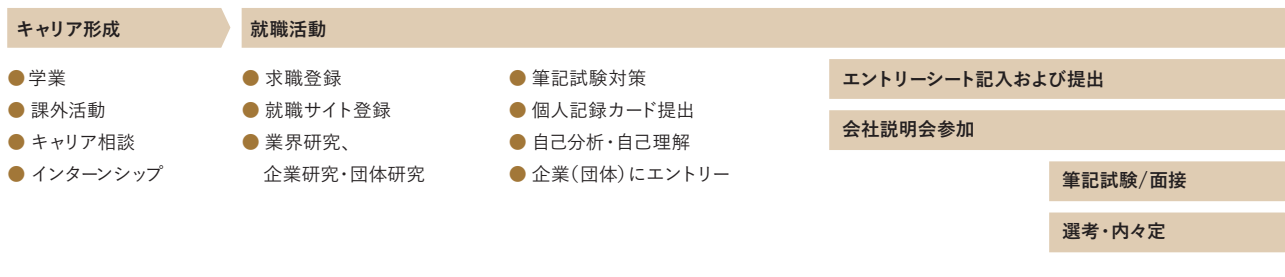 キャリア形成
就職活動
● 学業
● 課外活動
● キャリア相談
● インターンシップ
● 求職登録
● 就職サイト登録
● 業界研究、
企業研究・団体研究
● 筆記試験対策
● 個人記録カード提出
● 自己分析・自己理解
● 企業(団体)にエントリー
エントリーシート記入および提出
会社説明会参加
筆記試験/面接
選考・内々定